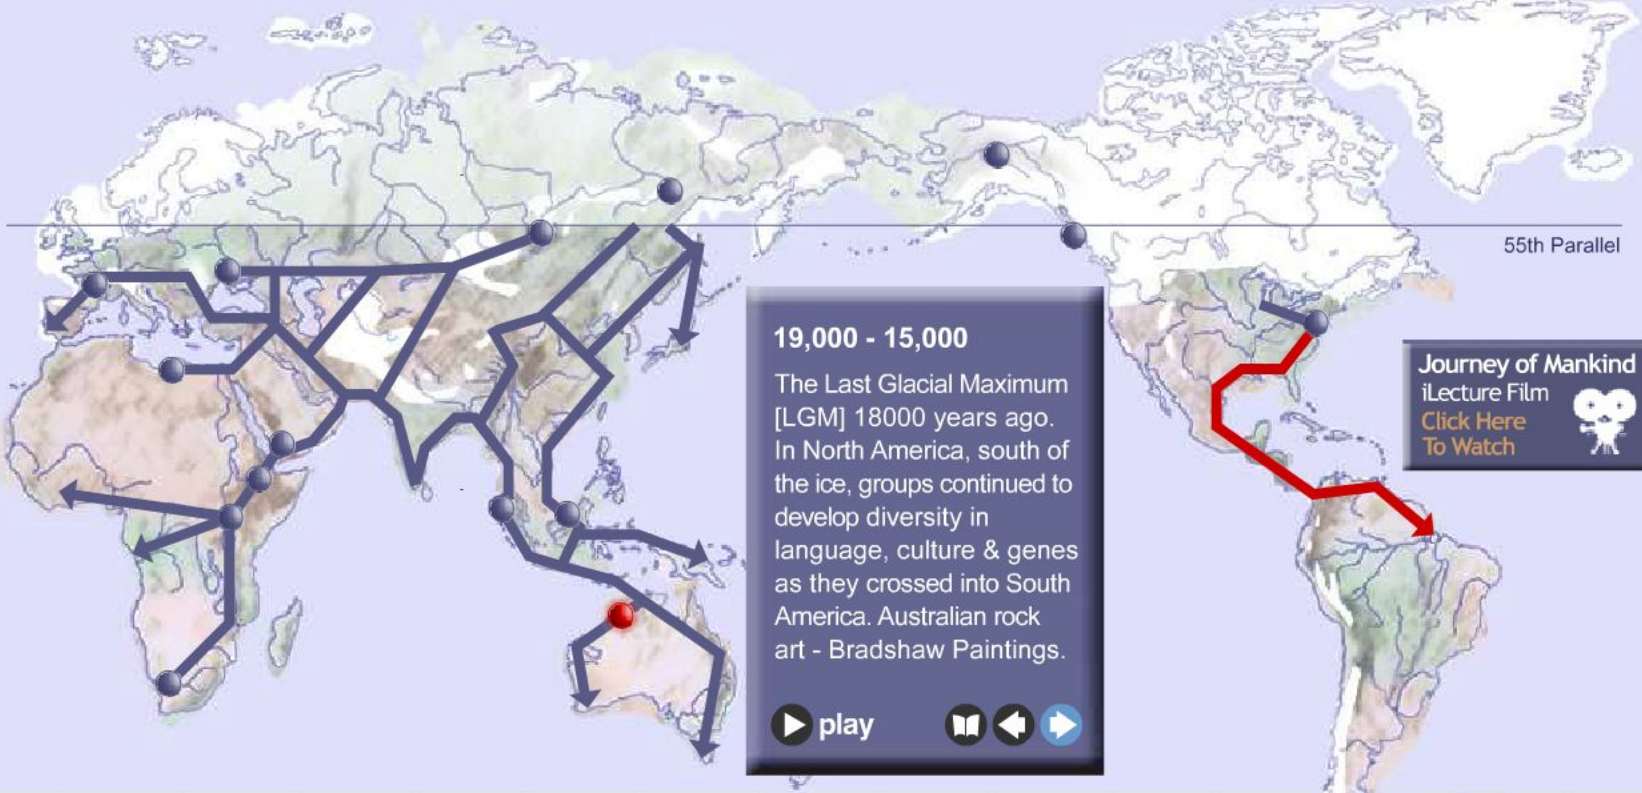 55th Parallel
19,000 - 15,000
The Last Glacial Maximum
[LGM] 18000 years ago.
In North America, south of
the ice, groups continued to
develop diversity in
language, culture & genes
as they crossed into South
America. Australian rock
art - Bradshaw Paintings.
play
Journey of Mankind
iLecture Film
Click Here
To Watch